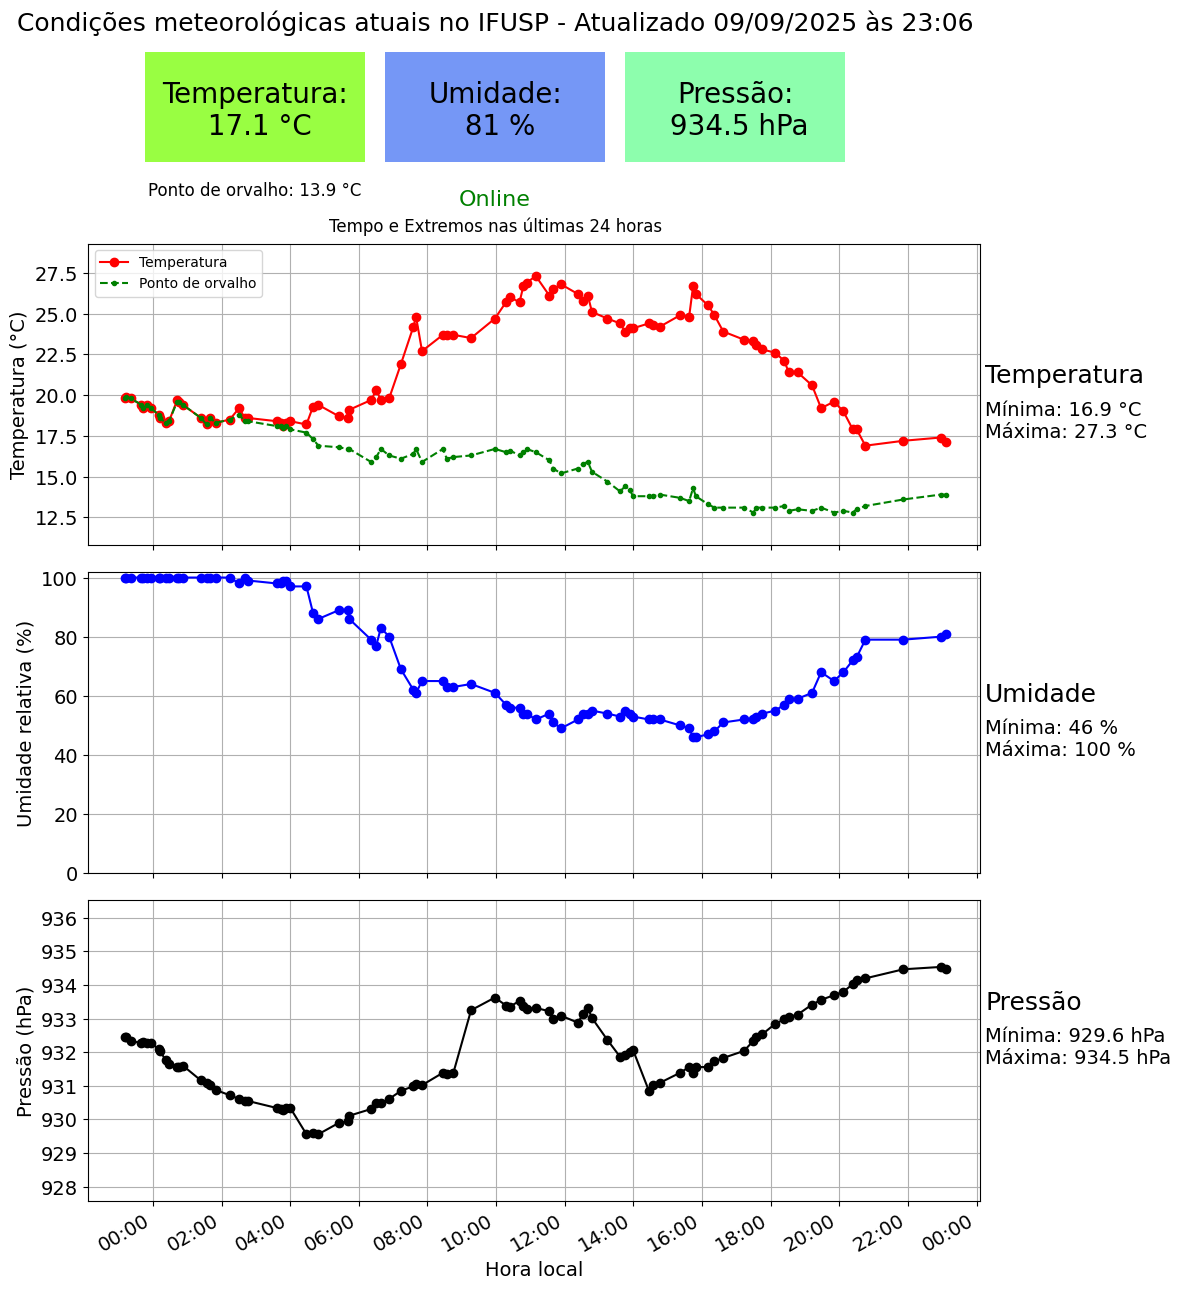 Condições meteorológicas atuais no IFUSP - Atualizado 09/09/2025 às 23:06
Temperatura:
17.1 °C
Umidade:
81 %
Pressão:
934.5 hPa
Ponto de orvalho: 13.9 °C
Online
Tempo e Extremos nas últimas 24 horas
Temperatura
Ponto de orvalho
Temperatura (°C)
27.5
25.0
22.5
20.0
17.5
15.0
12.5
Temperatura
Mínima: 16.9 °C
Máxima: 27.3 °C
Umidade relativa (%)
100
80
60
40
20
0
Umidade
Mínima: 46 %
Máxima: 100 %
Pressão (hPa)
936
935
934
933
932
931
930
929
928
Pressão
Mínima: 929.6 hPa
Máxima: 934.5 hPa
00:00
02:00
04:00
06:00
08:00
10:00
12:00
14:00
16:00
18:00
20:00
22:00
00:00
Hora local